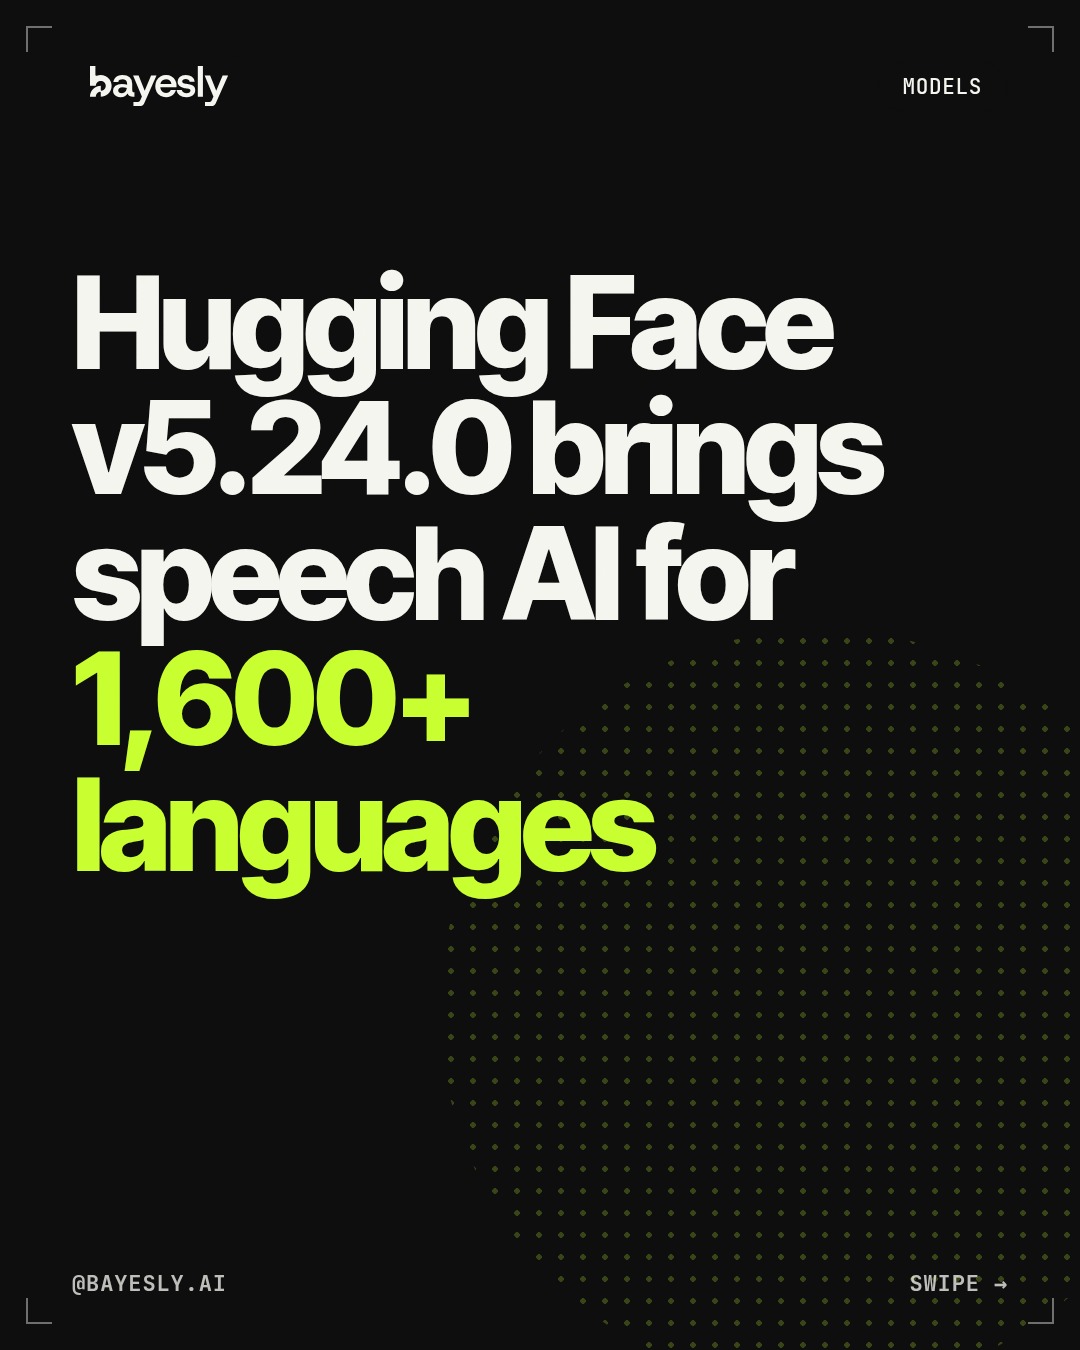 bayesly
MODELS
Hugging Face
v5.24.0 brings
speech AI for
1,600+
languages
@BAYESLY.AI
SWIPE →